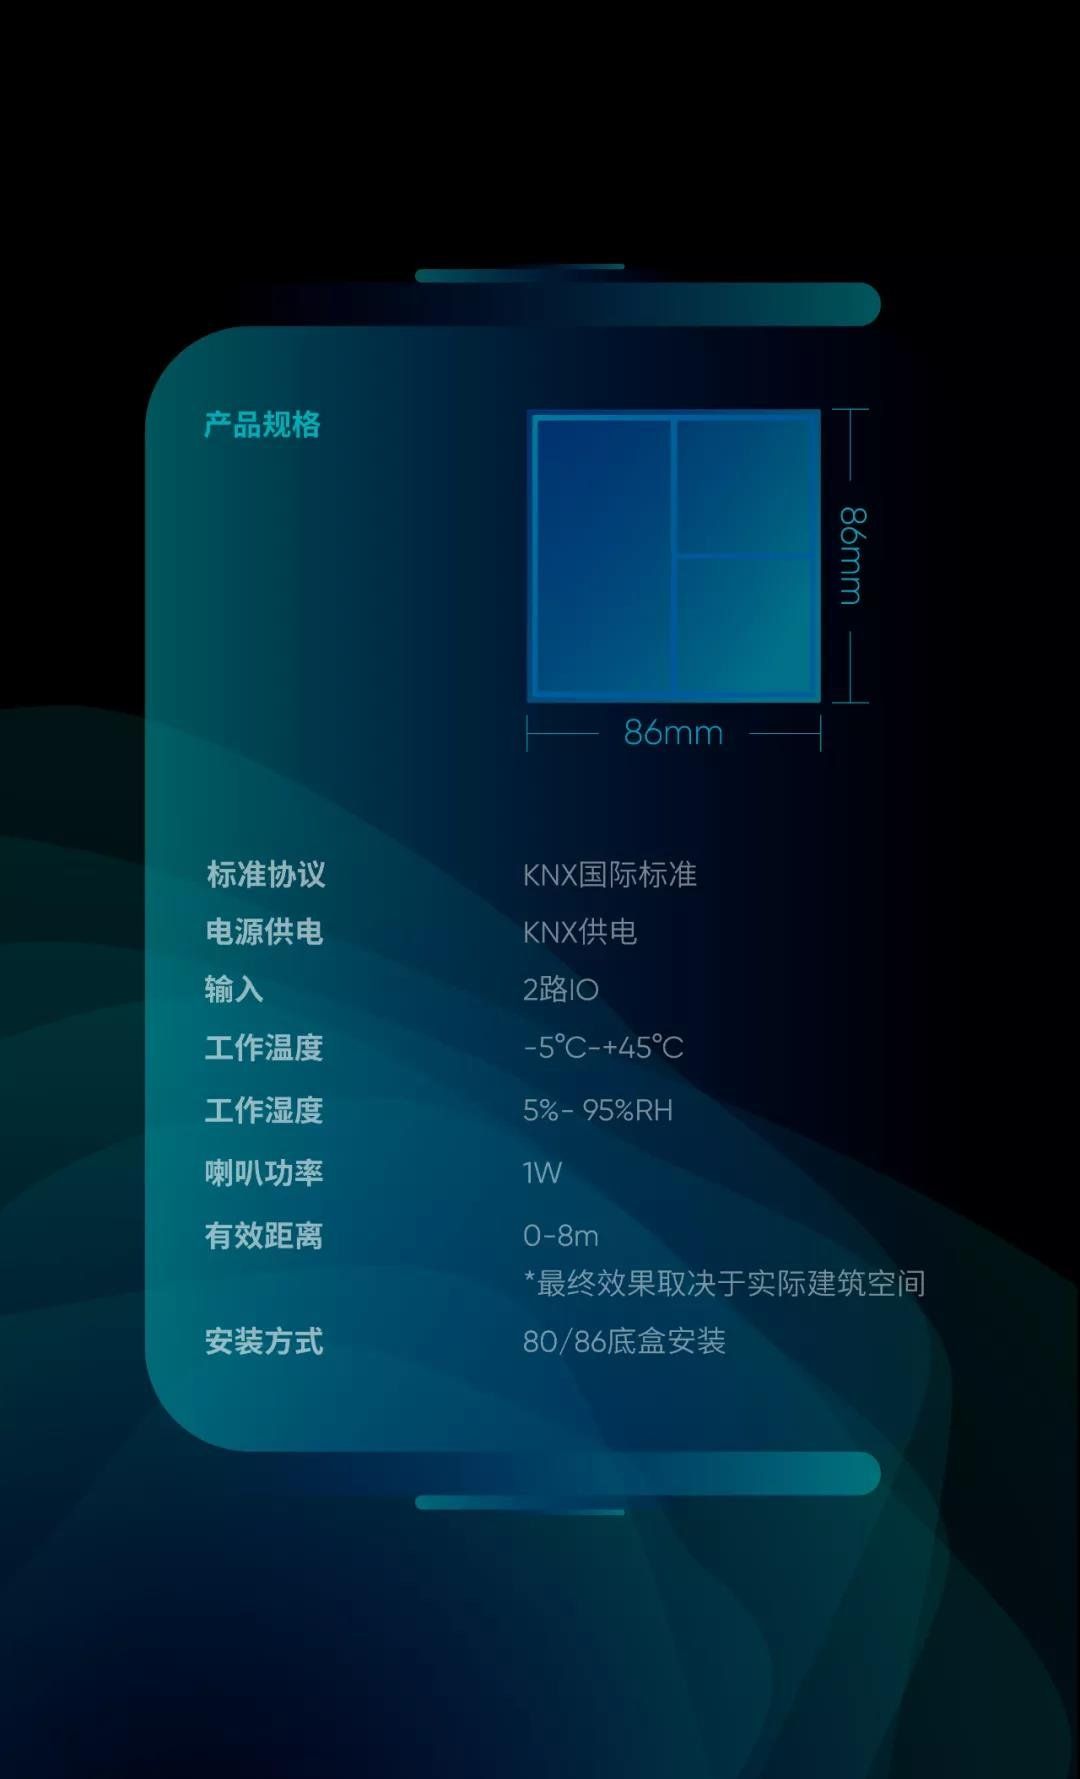 产品规格
86mm
86mm
标准协议 KNX国际标准
电源供电 KNX供电
输入 2路IO
工作温度 -5°C-+45°C
工作湿度 5%- 95%RH
喇叭功率 1W
有效距离 0-8m
*最终效果取决于实际建筑空间
安装方式 80/86底盒安装